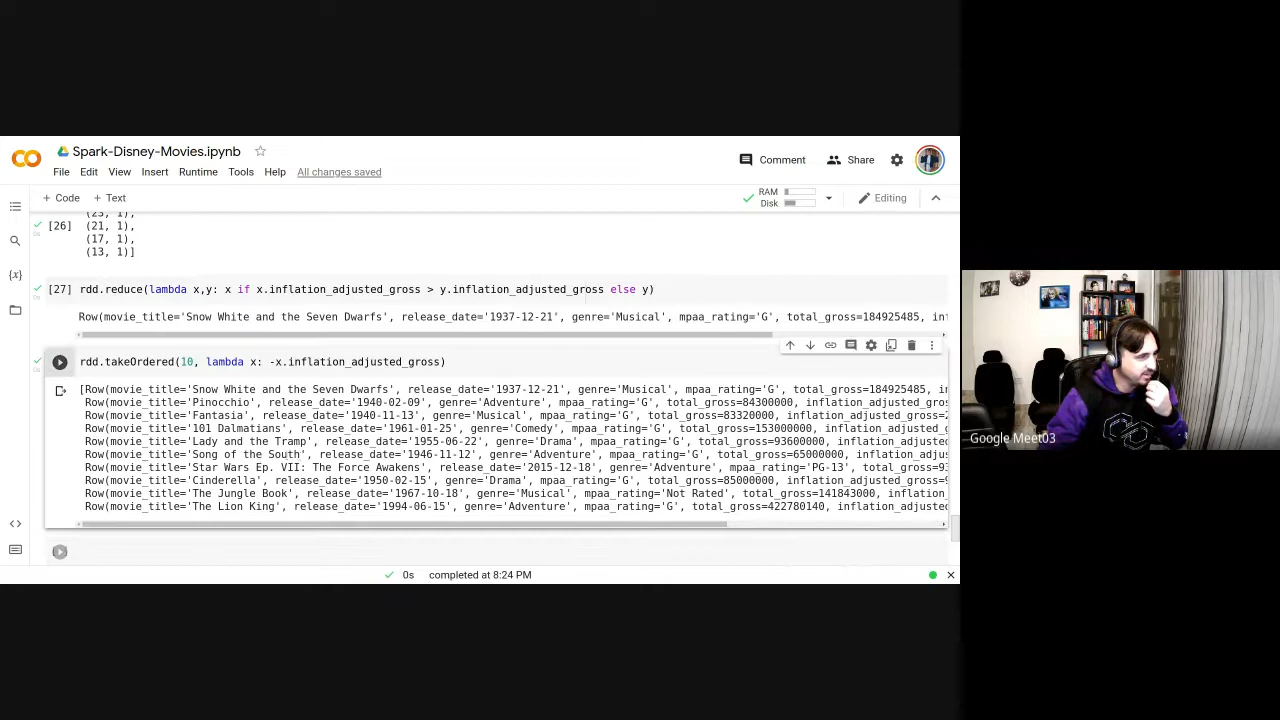 Spark-Disney-Movies.ipynb
Comment
Share
File Edit View Insert Runtime Tools Help All changes saved
+ Code + Text
RAM
Disk
Editing
(25, 1),
[26] (21, 1),
(17, 1),
(13, 1)]
[27] rdd.reduce(lambda x,y: x if x.inflation_adjusted_gross > y.inflation_adjusted_gross else y)
Row(movie_title='Snow White and the Seven Dwarfs', release_date='1937-12-21', genre='Musical', mpaa_rating='G', total_gross=184925485, inf
rdd.takeOrdered(10, lambda x: -x.inflation_adjusted_gross)
[Row(movie_title='Snow White and the Seven Dwarfs', release_date='1937-12-21', genre='Musical', mpaa_rating='G', total_gross=184925485, in
Row(movie_title='Pinocchio', release_date='1940-02-09', genre='Adventure', mpaa_rating='G', total_gross=84300000, inflation_adjusted_gros
Row(movie_title='Fantasia', release_date='1940-11-13', genre='Musical', mpaa_rating='G', total_gross=83320000, inflation_adjusted_gross=2
Row(movie_title='101 Dalmatians', release_date='1961-01-25', genre='Comedy', mpaa_rating='G', total_gross=153000000, inflation_adjusted_g
Row(movie_title='Lady and the Tramp', release_date='1955-06-22', genre='Drama', mpaa_rating='G', total_gross=93600000, inflation_adjusted
Row(movie_title='Song of the South', release_date='1946-11-12', genre='Adventure', mpaa_rating='G', total_gross=65000000, inflation_adjus
Row(movie_title='Star Wars Ep. VII: The Force Awakens', release_date='2015-12-18', genre='Adventure', mpaa_rating='PG-13', total_gross=93
Row(movie_title='Cinderella', release_date='1950-02-15', genre='Drama', mpaa_rating='G', total_gross=85000000, inflation_adjusted_gross=9
Row(movie_title='The Jungle Book', release_date='1967-10-18', genre='Musical', mpaa_rating='Not Rated', total_gross=141843000, inflation_
Row(movie_title='The Lion King', release_date='1994-06-15', genre='Adventure', mpaa_rating='G', total_gross=422780140, inflation_adjusted
0s completed at 8:24 PM
Google Meet03